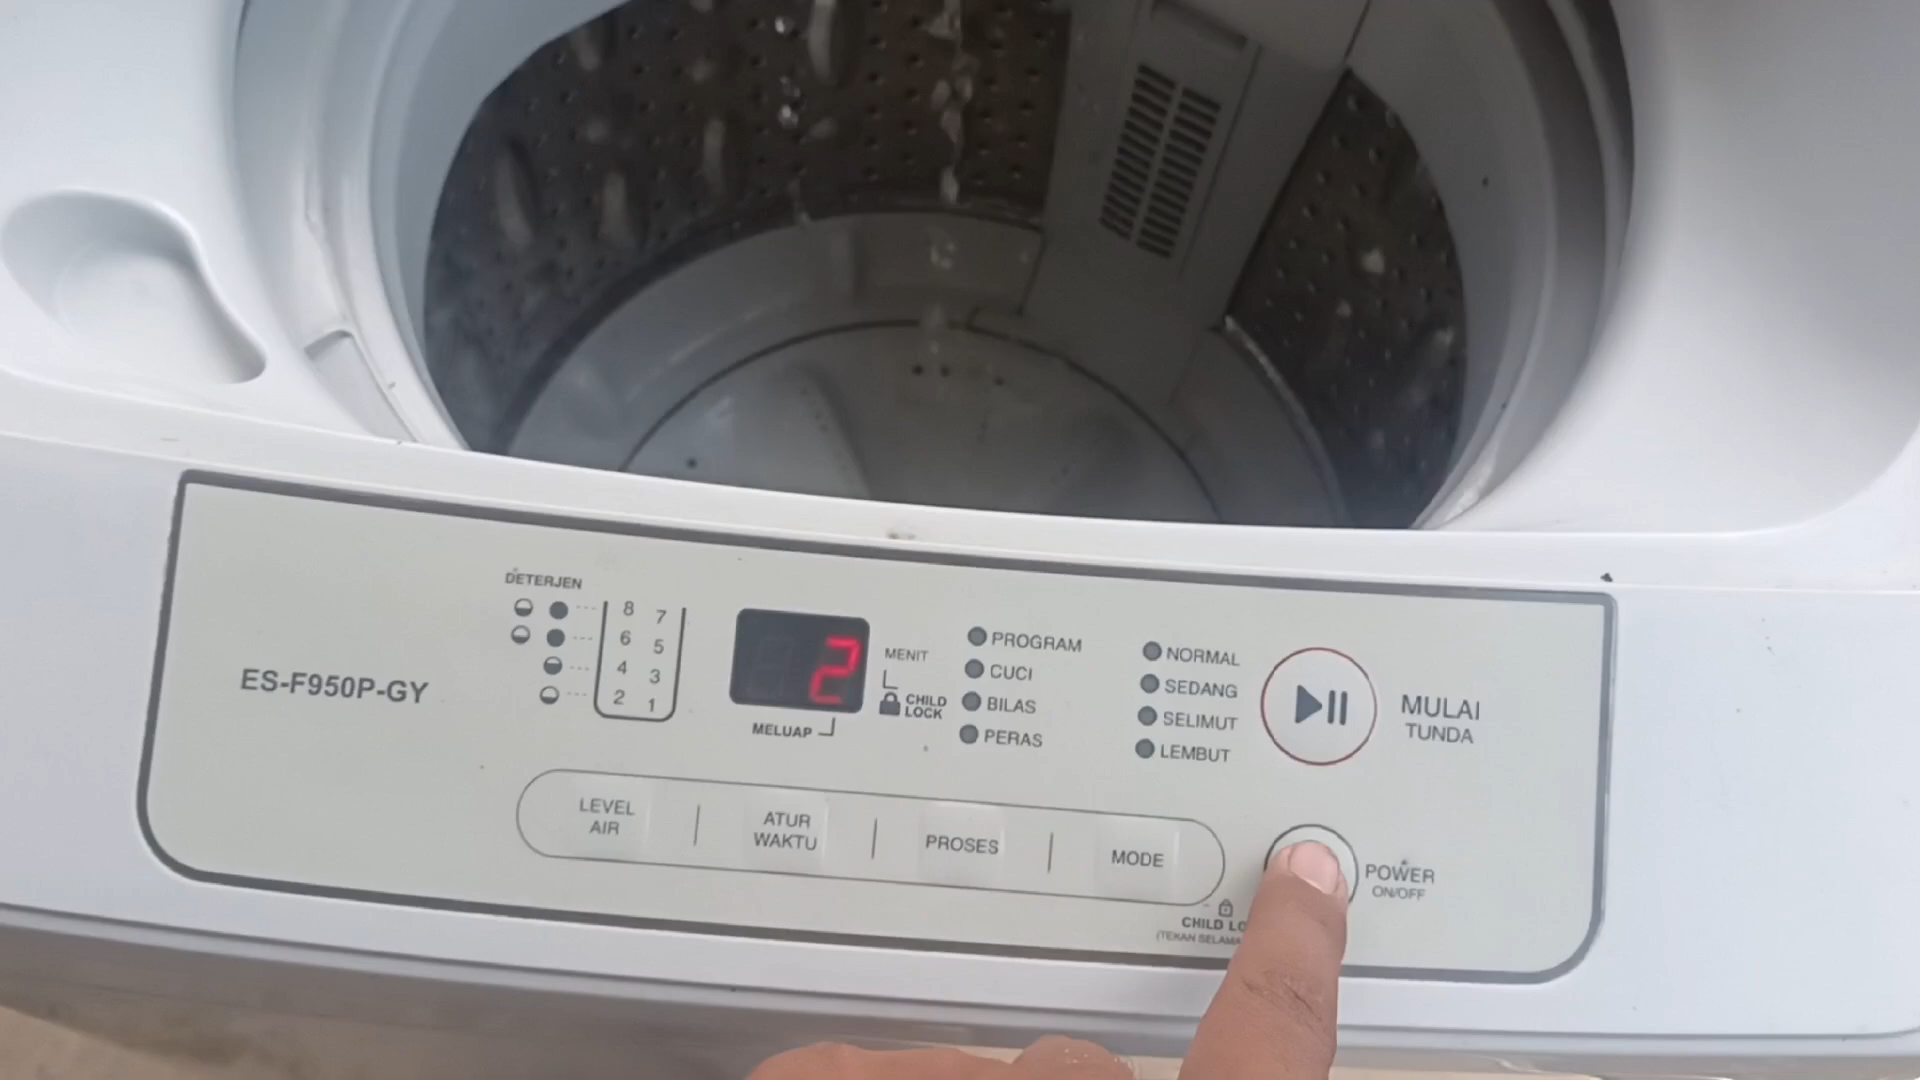 ES-F950P-GY
DETERJEN
8 7
6 5
4 3
2 1
2
MENIT
CHILD
LOCK
MELUAP
PROGRAM
CUCI
BILAS
PERAS
NORMAL
SEDANG
SELIMUT
LEMBUT
MULAI
TUNDA
LEVEL
AIR
ATUR
WAKTU
PROSES
MODE
POWER
ON/OFF
CHILD
(TEKAN